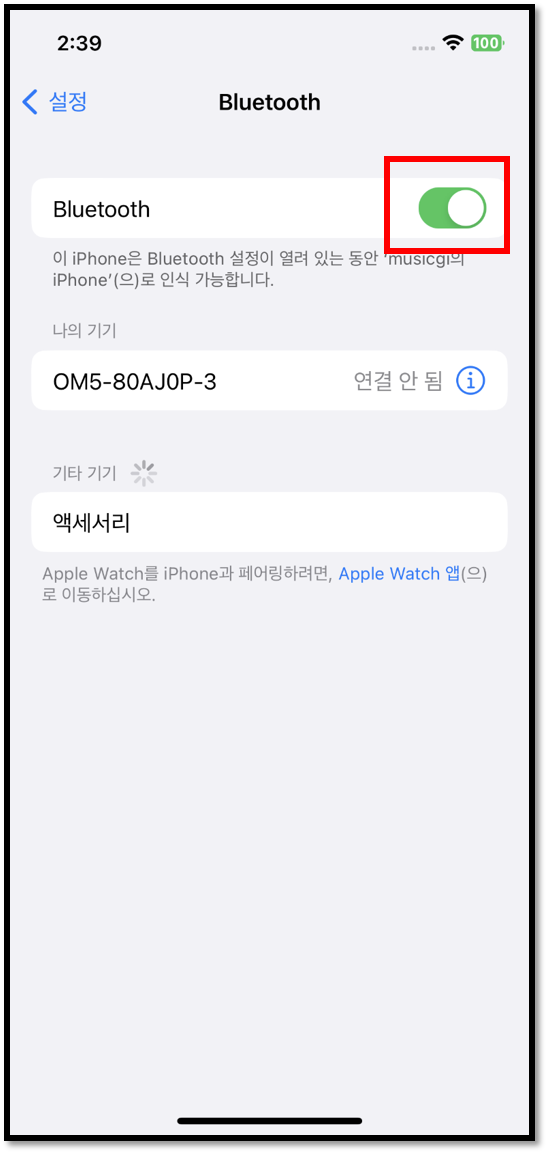 2:39
100
설정
Bluetooth
Bluetooth
이 iPhone은 Bluetooth 설정이 열려 있는 동안 ‘musicgi의
iPhone’(으)로 인식 가능합니다.
나의 기기
OM5-80AJ0P-3
연결 안 됨
기타 기기
액세서리
Apple Watch를 iPhone과 페어링하려면, Apple Watch 앱(으)
로 이동하십시오.